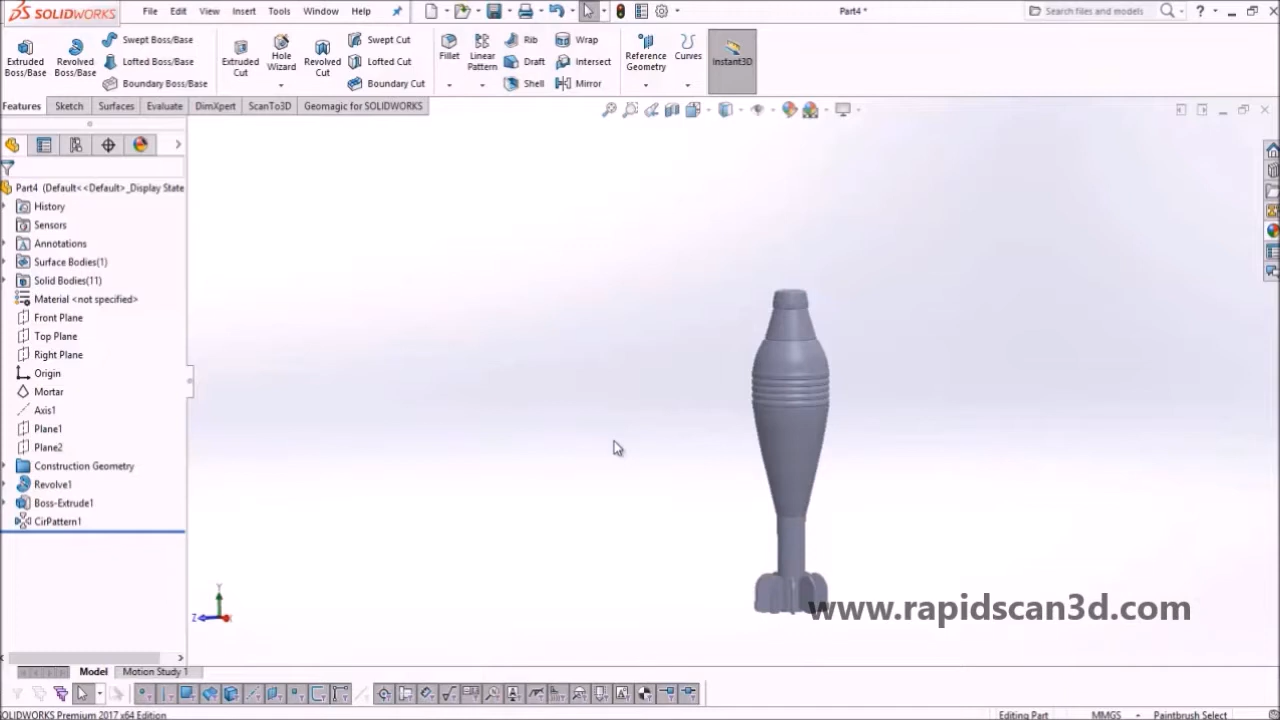 SOLIDWORKS File Edit View Insert Tools Window Help Part4 * Search files and models
Extruded Boss/Base
Revolved Boss/Base
Swept Boss/Base
Lofted Boss/Base
Boundary Boss/Base
Extruded Cut
Hole Wizard
Revolved Cut
Swept Cut
Lofted Cut
Boundary Cut
Fillet
Linear Pattern
Rib
Draft
Shell
Wrap
Intersect
Mirror
Reference Geometry
Curves
Instant3D
Features Sketch Surfaces Evaluate DimXpert ScanTo3D Geomagic for SOLIDWORKS
Part4 (Default<<Default>_Display State
History
Sensors
Annotations
Surface Bodies(1)
Solid Bodies(11)
Material <not specified>
Front Plane
Top Plane
Right Plane
Origin
Mortar
Axis1
Plane1
Plane2
Construction Geometry
Revolve1
Boss-Extrude1
CirPattern1
Y
Z
www.rapidscan3d.com
Model Motion Study 1
OLIDWORKS Premium 2017 x64 Edition Editing Part MMGS Paintbrush Select